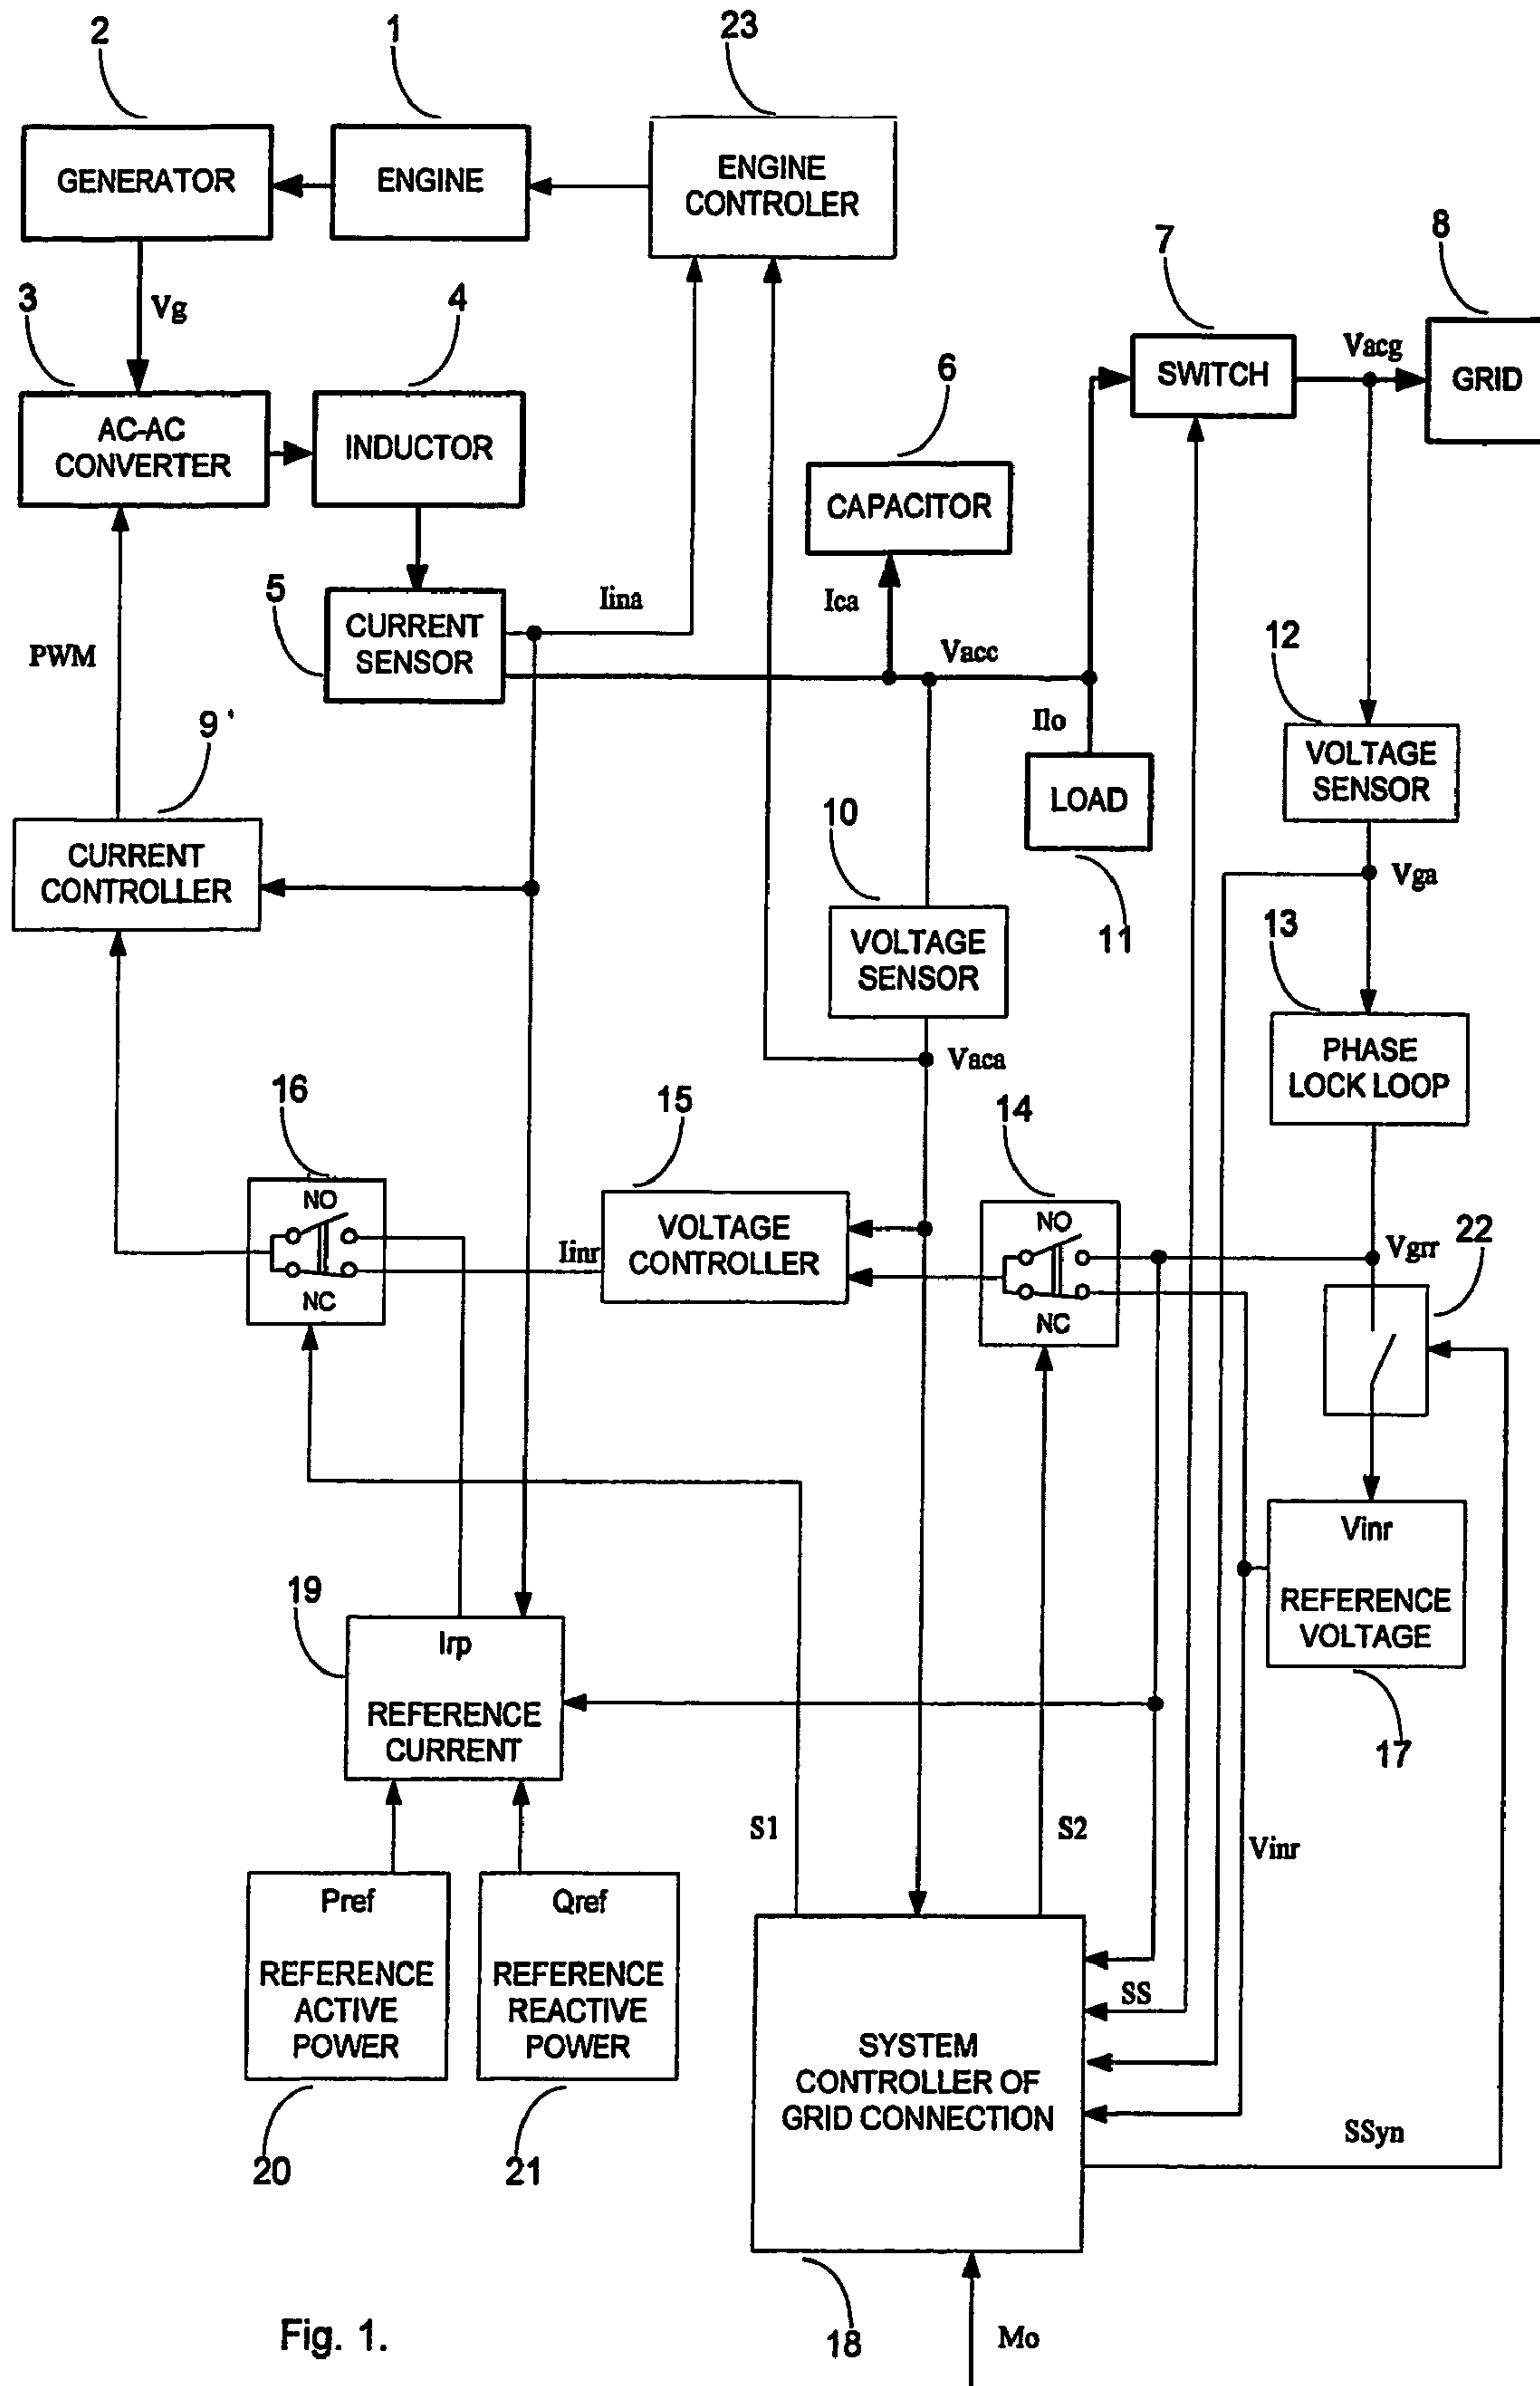 2
1
23
GENERATOR
ENGINE
ENGINE
CONTROLER
7
8
3
Vg
4
6
SWITCH
Vacg
GRID
AC-AC
CONVERTER
INDUCTOR
CAPACITOR
5
CURRENT
SENSOR
Iina
Ica
Vacc
12
PWM
Ilo
9'
10
LOAD
VOLTAGE
SENSOR
CURRENT
CONTROLLER
11
Vga
VOLTAGE
SENSOR
13
Vaca
PHASE
LOCK LOOP
16
15
14
NO
NC
Iinr
VOLTAGE
CONTROLLER
NO
NC
Vgrr
22
Vinr
REFERENCE
VOLTAGE
19
Irp
REFERENCE
CURRENT
17
S1
S2
Vinr
Pref
REFERENCE
ACTIVE
POWER
Qref
REFERENCE
REACTIVE
POWER
SS
SYSTEM
CONTROLLER OF
GRID CONNECTION
SSyn
20
21
18
Mo
Fig. 1.